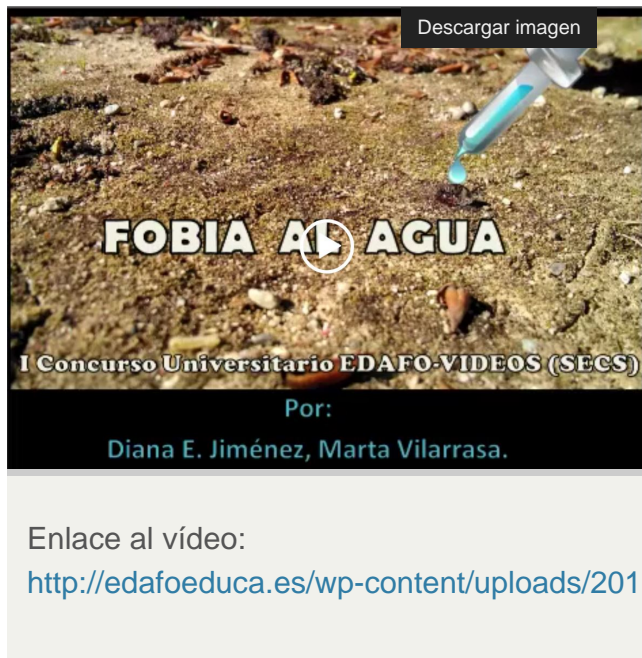 Descargar imagen
FOBIA AL AGUA
I Concurso Universitario EDAFO-VIDEOS (SECS)
Por:
Diana E. Jiménez, Marta Vilarrasa.
Enlace al vídeo:
http://edafoeduca.es/wp-content/uploads/201